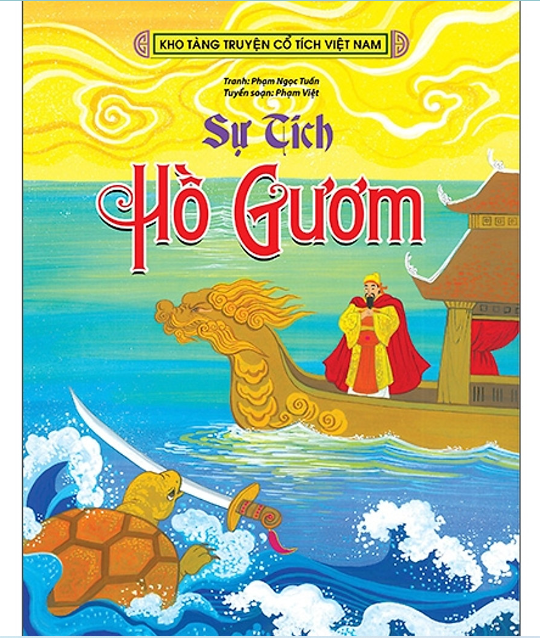 KHO TÀNG TRUYỆN CỔ TÍCH VIỆT NAM
Tranh: Phạm Ngọc Tuấn
Tuyển soạn: Phạm Việt
Sự Tích
Hồ Gươm